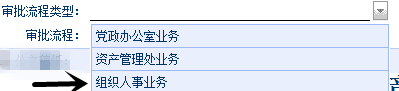 审批流程类型：
审批流程： 党政办公室业务
资产管理处业务
组织人事业务